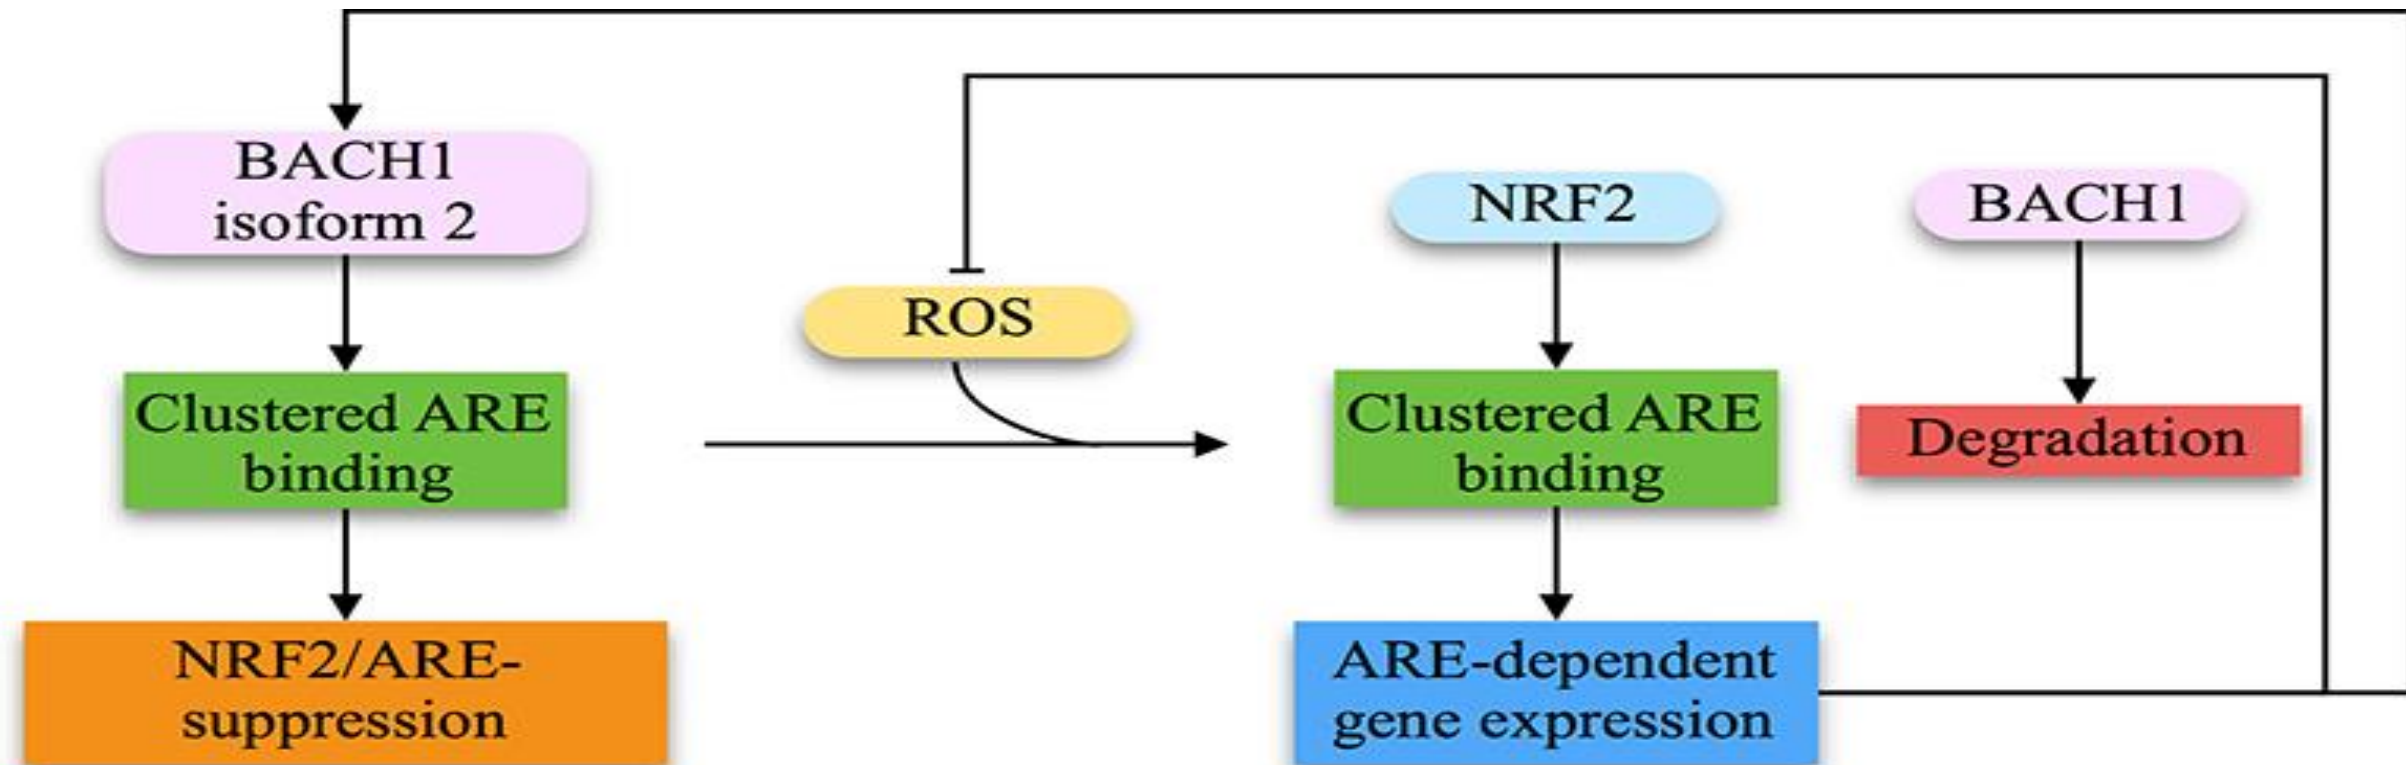 BACH1
isoform 2
Clustered ARE
binding
NRF2/ARE-
suppression
ROS
NRF2
Clustered ARE
binding
ARE-dependent
gene expression
BACH1
Degradation